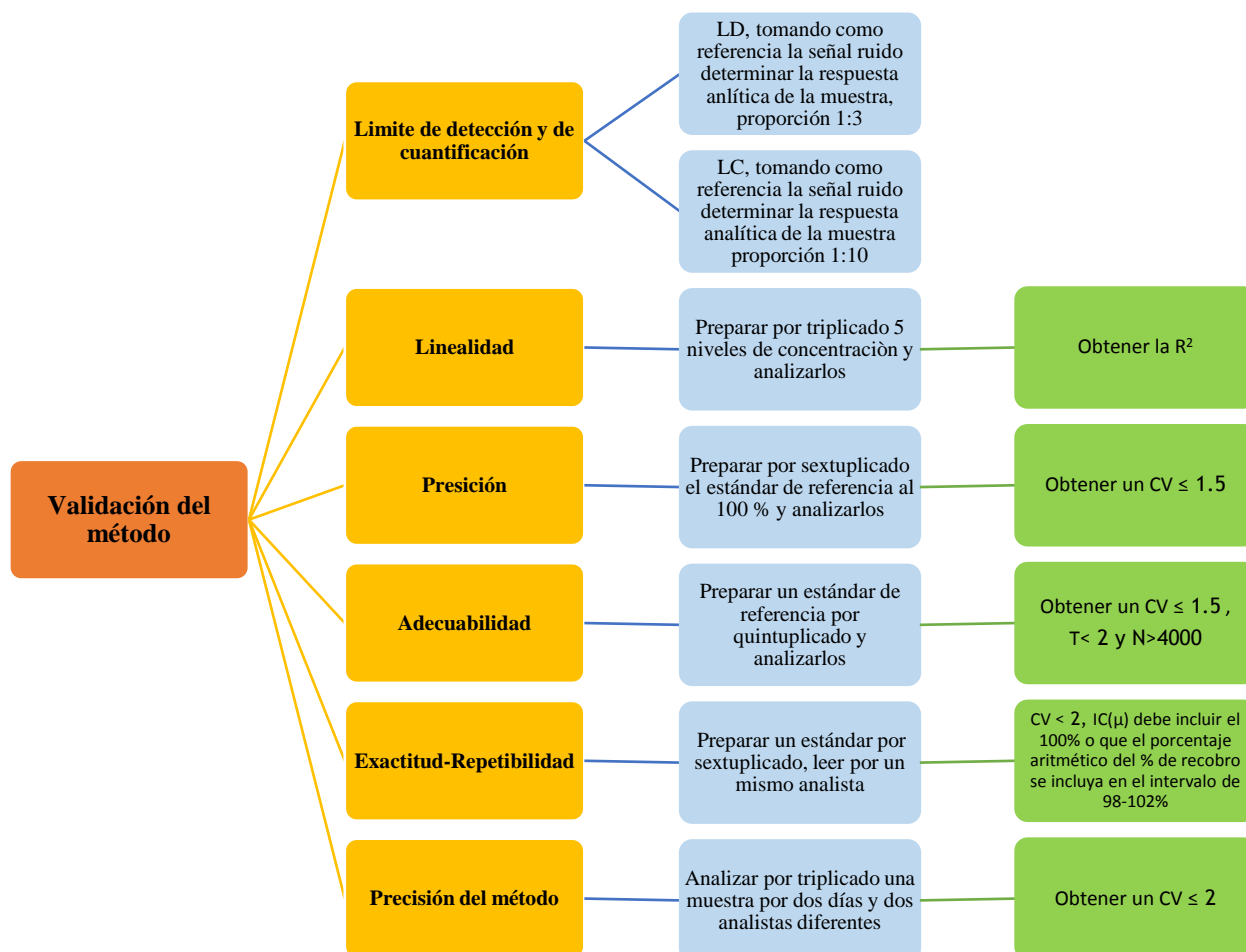 LD, tomando como
referencia la señal ruido
determinar la respuesta
anlítica de la muestra,
proporción 1:3
Limite de detección y de
cuantificación
LC, tomando como
referencia la señal ruido
determinar la respuesta
analítica de la muestra
proporción 1:10
Linealidad
Preparar por triplicado 5
niveles de concentraciòn y
analizarlos
Obtener la R²
Validación del
método
Presición
Preparar por sextuplicado
el estándar de referencia al
100 % y analizarlos
Obtener un CV ≤ 1.5
Adecuabilidad
Preparar un estándar de
referencia por
quintuplicado y
analizarlos
Obtener un CV ≤ 1.5 ,
T< 2 y N>4000
Exactitud-Repetibilidad
Preparar un estándar por
sextuplicado, leer por un
mismo analista
CV < 2, IC(μ) debe incluir el
100% o que el porcentaje
aritmético del % de recobro
se incluya en el intervalo de
98-102%
Precisión del método
Analizar por triplicado una
muestra por dos días y dos
analistas diferentes
Obtener un CV ≤ 2